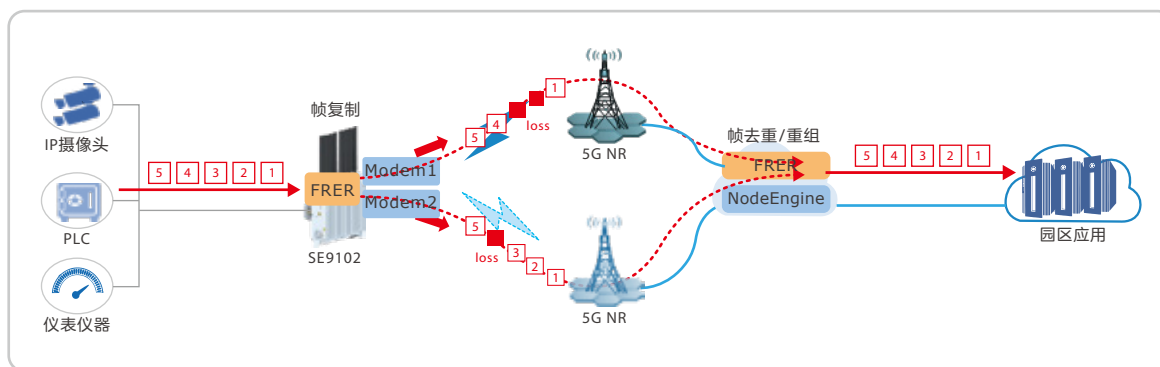 IP摄像头
PLC
仪表仪器
5 4 3 2 1
帧复制
FRER
Modem1
Modem2
SE9102
5 4 loss 1
5 loss 3 2 1
5G NR
5G NR
帧去重/重组
FRER
NodeEngine
5 4 3 2 1
园区应用